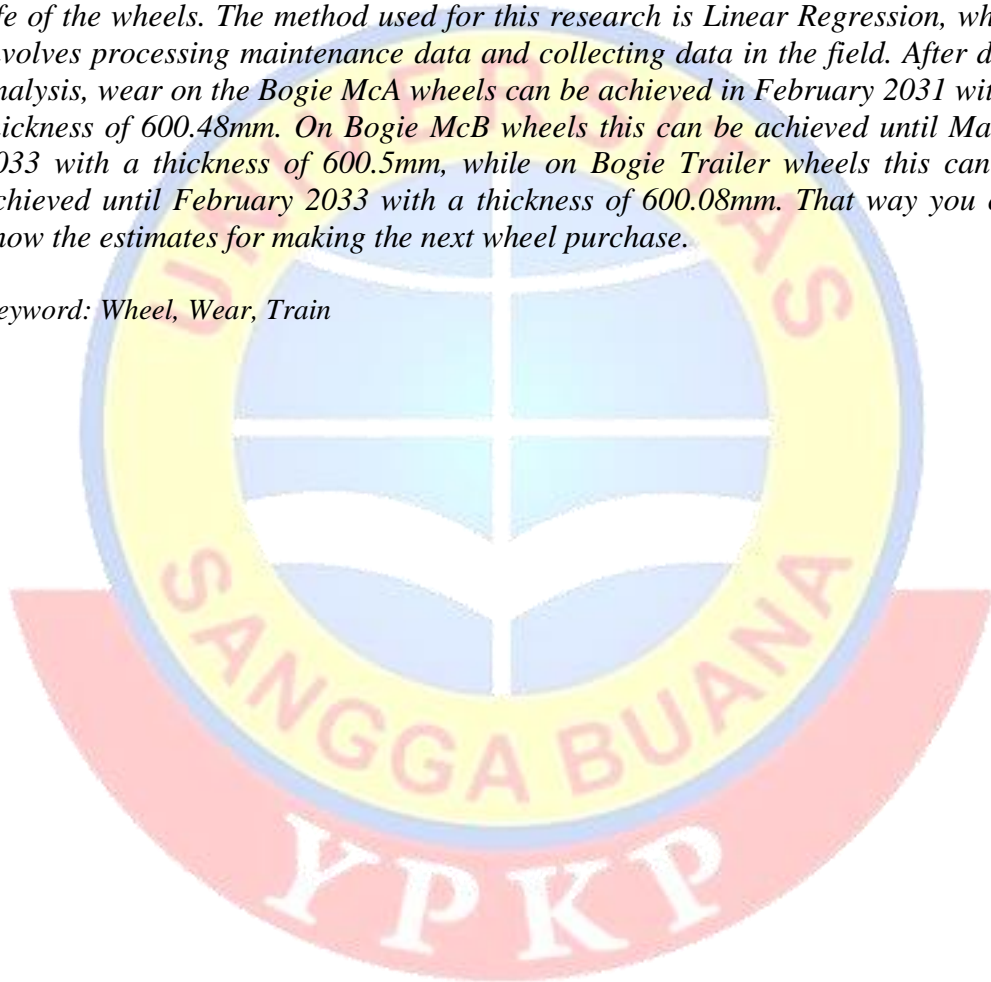 fe of the wheels. The method used for this research is Linear Regression, wh
volves processing maintenance data and collecting data in the field. After d
nalysis, wear on the Bogie McA wheels can be achieved in February 2031 wit
hickness of 600.48mm. On Bogie McB wheels this can be achieved until Ma
033 with a thickness of 600.5mm, while on Bogie Trailer wheels this can
chieved until February 2033 with a thickness of 600.08mm. That way you
now the estimates for making the next wheel purchase.
eyword: Wheel, Wear, Train
UNIVERSITAS
SANGGA BUANA
YPKP